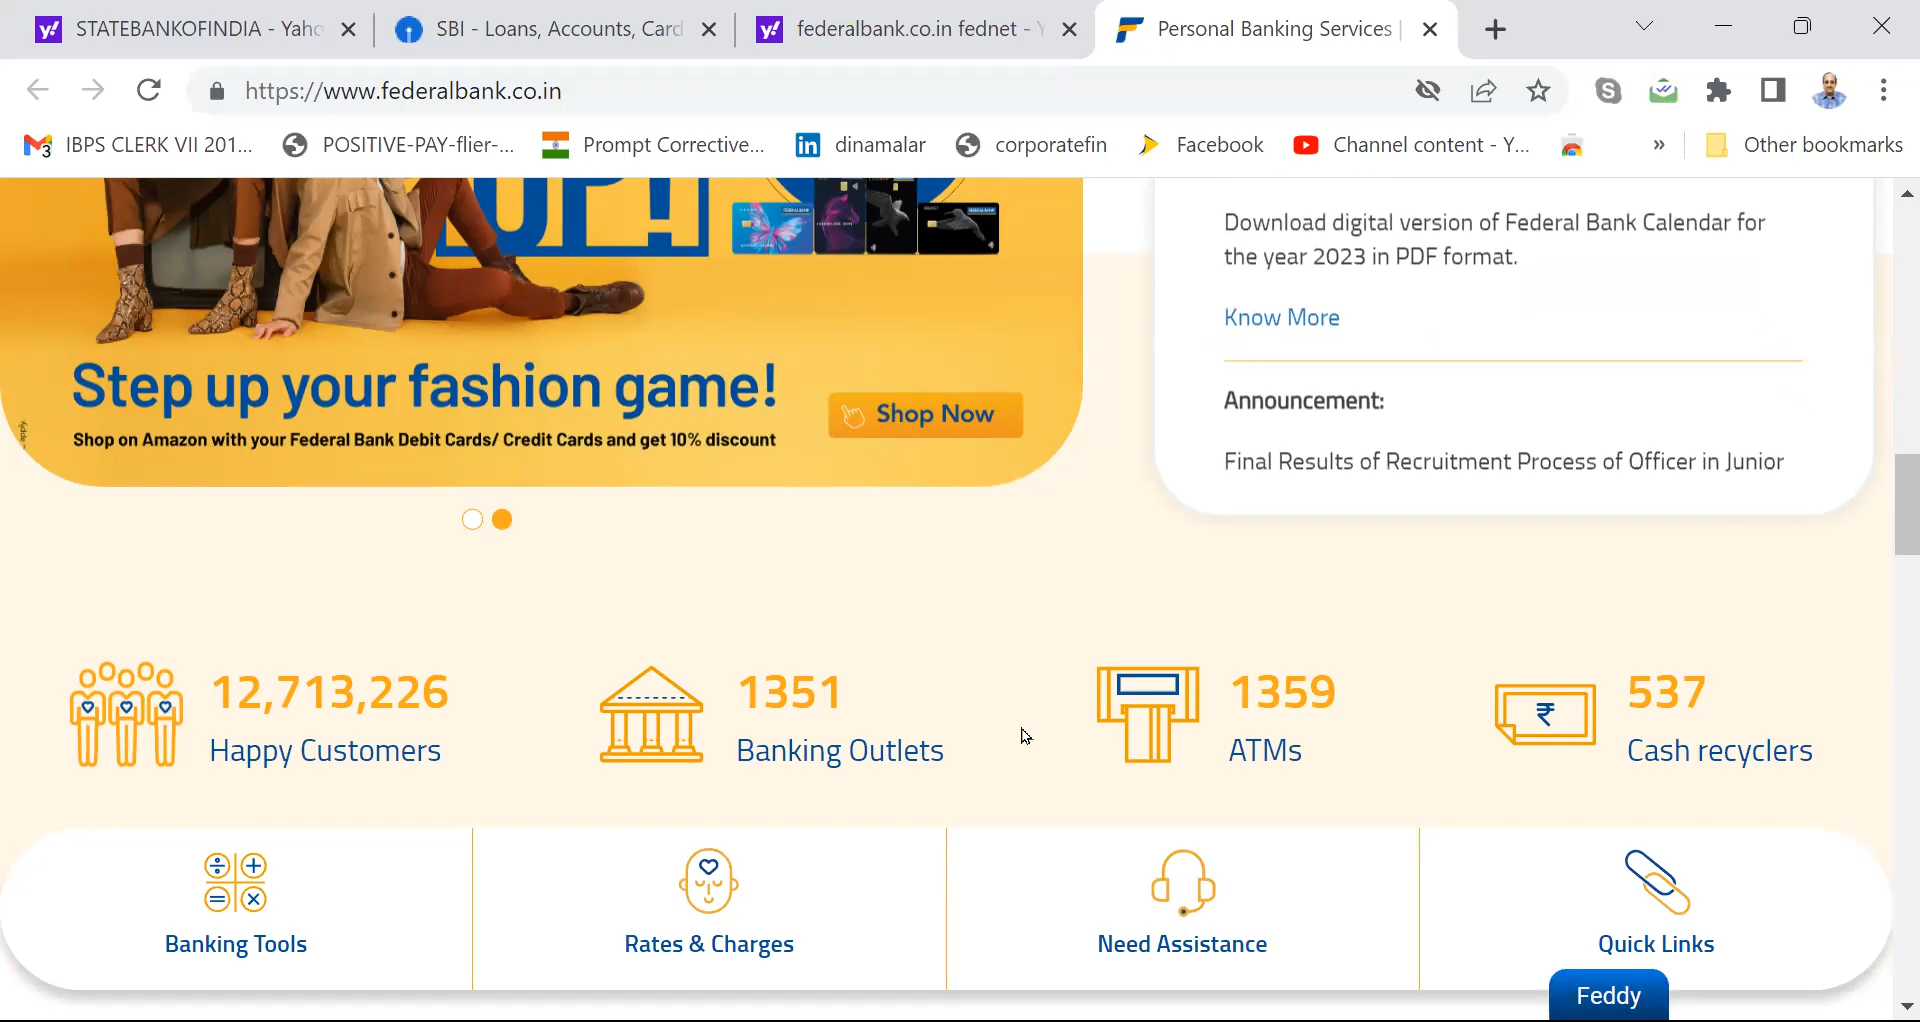 STATEBANKOFINDIA - Yaho
SBI - Loans, Accounts, Card
federalbank.co.in fednet - Y
Personal Banking Services |
https://www.federalbank.co.in
IBPS CLERK VII 201...
POSITIVE-PAY-flier-...
Prompt Corrective...
dinamalar
corporatefin
Facebook
Channel content - Y...
»
Other bookmarks
UP!
Step up your fashion game!
Shop on Amazon with your Federal Bank Debit Cards/ Credit Cards and get 10% discount
Shop Now
apply.
Download digital version of Federal Bank Calendar for
the year 2023 in PDF format.
Know More
Announcement:
Final Results of Recruitment Process of Officer in Junior
12,713,226
Happy Customers
1351
Banking Outlets
1359
ATMs
₹
537
Cash recyclers
Banking Tools
Rates & Charges
Need Assistance
Quick Links
Feddy